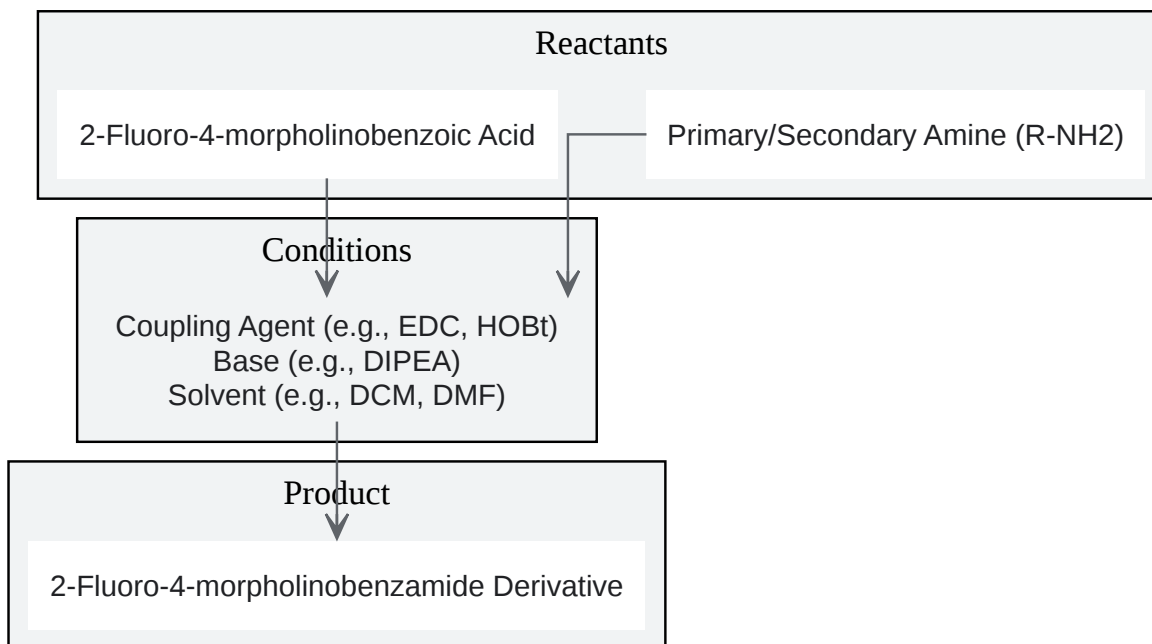 Reactants
2-Fluoro-4-morpholinobenzoic Acid
Primary/Secondary Amine (R-NH2)
Conditions
Coupling Agent (e.g., EDC, HOBt)
Base (e.g., DIPEA)
Solvent (e.g., DCM, DMF)
Product
2-Fluoro-4-morpholinobenzamide Derivative